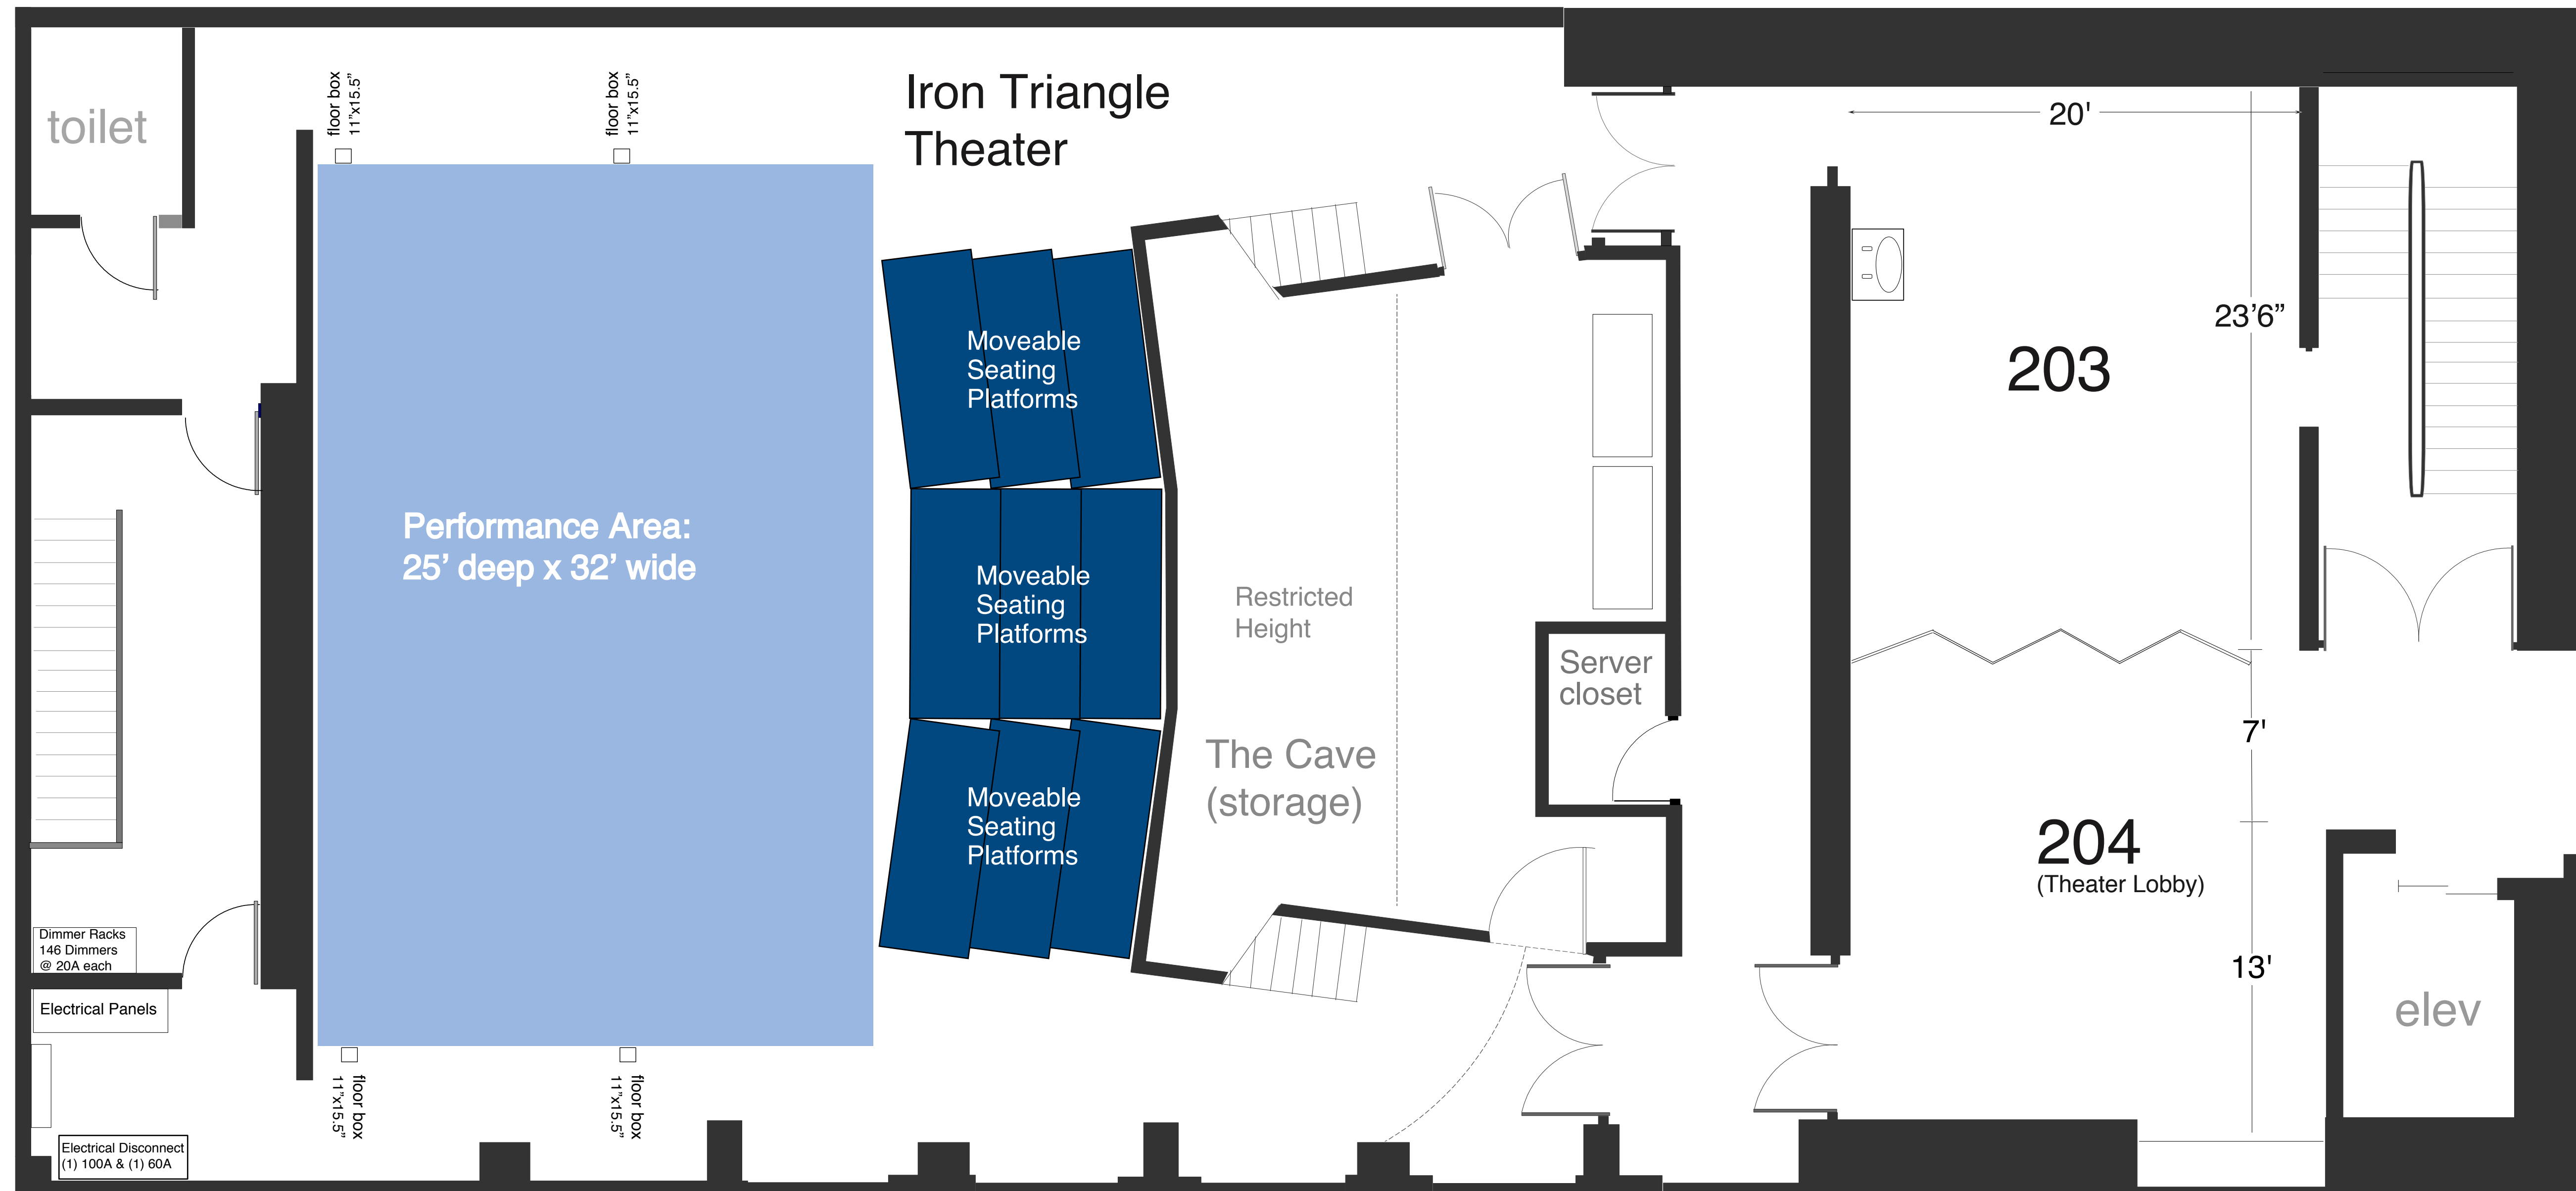 toilet
floor box
11”x15.5”
floor box
11”x15.5”
Iron Triangle
Theater
20'
23’6”
203
Moveable
Seating
Platforms
Performance Area:
25’ deep x 32’ wide
Moveable
Seating
Platforms
Restricted
Height
Server
closet
The Cave
(storage)
7'
Moveable
Seating
Platforms
204
(Theater Lobby)
Dimmer Racks
146 Dimmers
@ 20A each
13'
Electrical Panels
elev
floor box
11”x15.5”
floor box
11”x15.5”
Electrical Disconnect
(1) 100A & (1) 60A